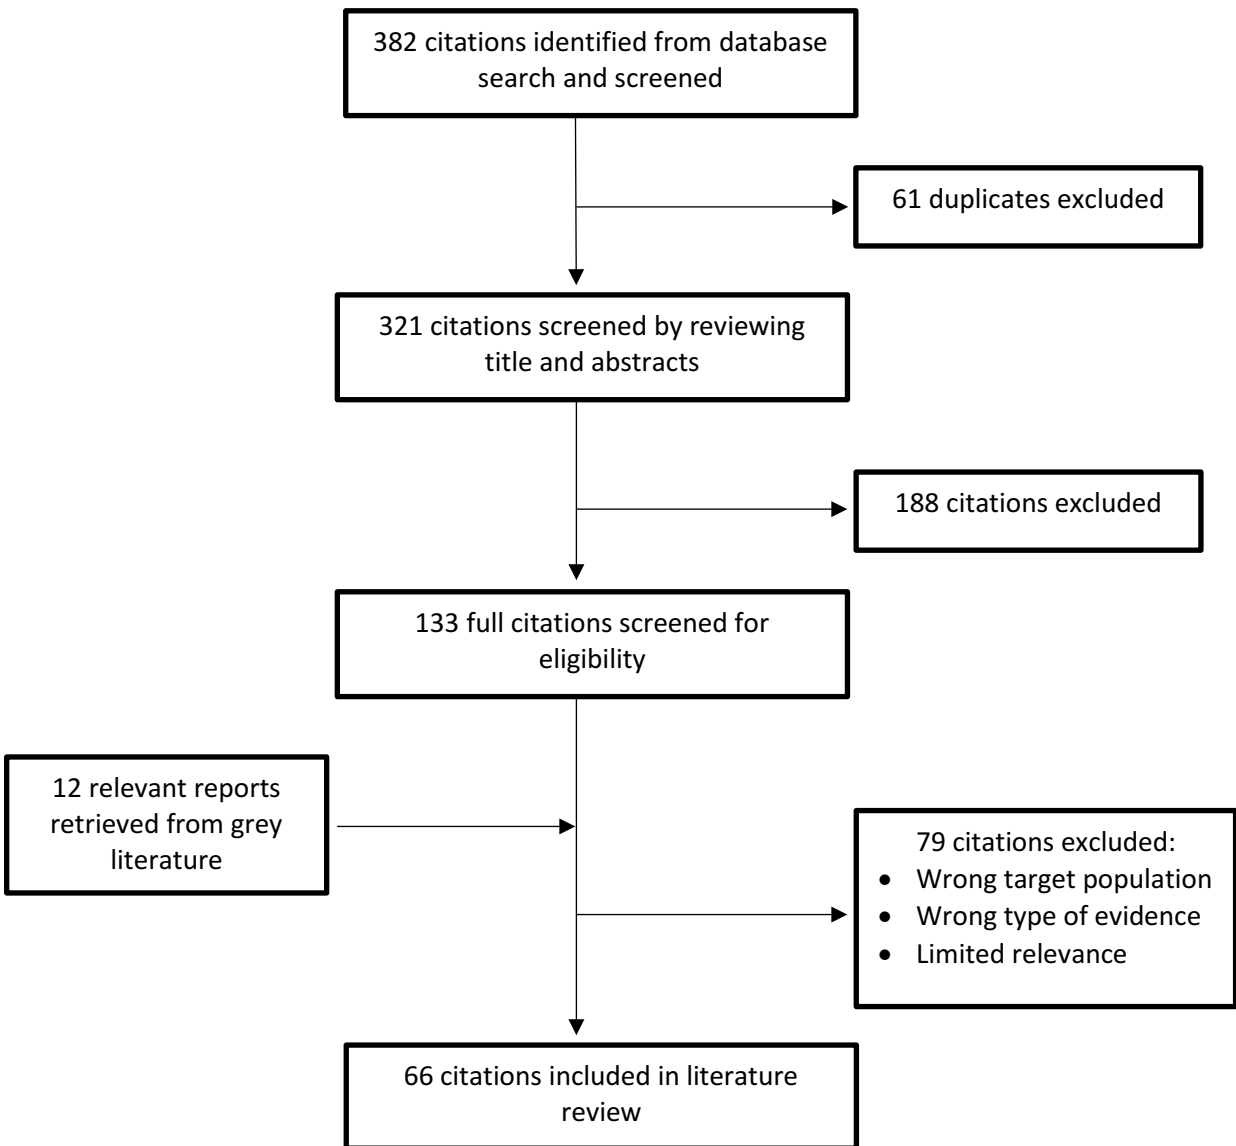 382 citations identified from database
search and screened
61 duplicates excluded
321 citations screened by reviewing
title and abstracts
188 citations excluded
133 full citations screened for
eligibility
12 relevant reports
retrieved from grey
literature
79 citations excluded:
• Wrong target population
• Wrong type of evidence
• Limited relevance
66 citations included in literature
review